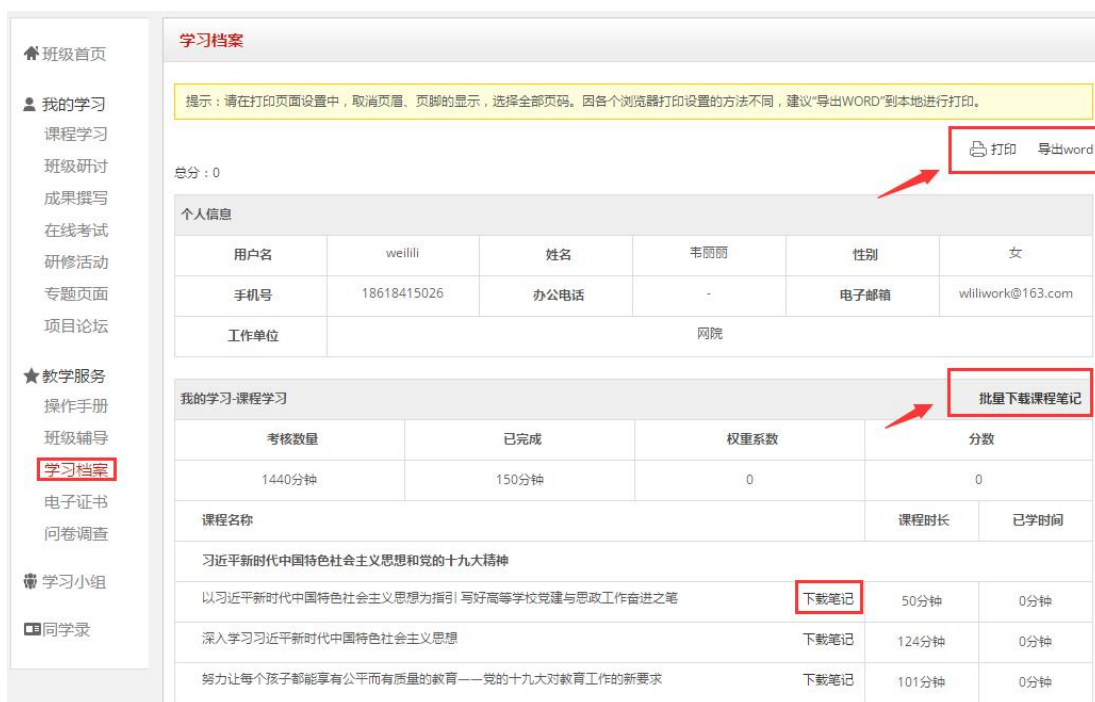 班级首页
我的学习
课程学习
班级研讨
成果撰写
在线考试
研修活动
专题页面
项目论坛
教学服务
操作手册
班级辅导
学习档案
电子证书
问卷调查
学习小组
同学录
学习档案
提示：请在打印页面设置中，取消页眉、页脚的显示，选择全部页码。因各个浏览器打印设置的方法不同，建议“导出WORD”到本地进行打印。
打印 导出word
总分：0
个人信息
用户名 weilili 姓名 韦丽丽 性别 女
手机号 18618415026 办公电话 - 电子邮箱 wliliwork@163.com
工作单位 网院
我的学习-课程学习 批量下载课程笔记
考核数量 已完成 权重系数 分数
1440分钟 150分钟 0 0
课程名称 课程时长 已学时间
习近平新时代中国特色社会主义思想和党的十九大精神
以习近平新时代中国特色社会主义思想为指引 写好高等学校党建与思政工作奋进之笔 下载笔记 50分钟 0分钟
深入学习习近平新时代中国特色社会主义思想 下载笔记 124分钟 0分钟
努力让每个孩子都能享有公平而有质量的教育——党的十九大对教育工作的新要求 下载笔记 101分钟 0分钟